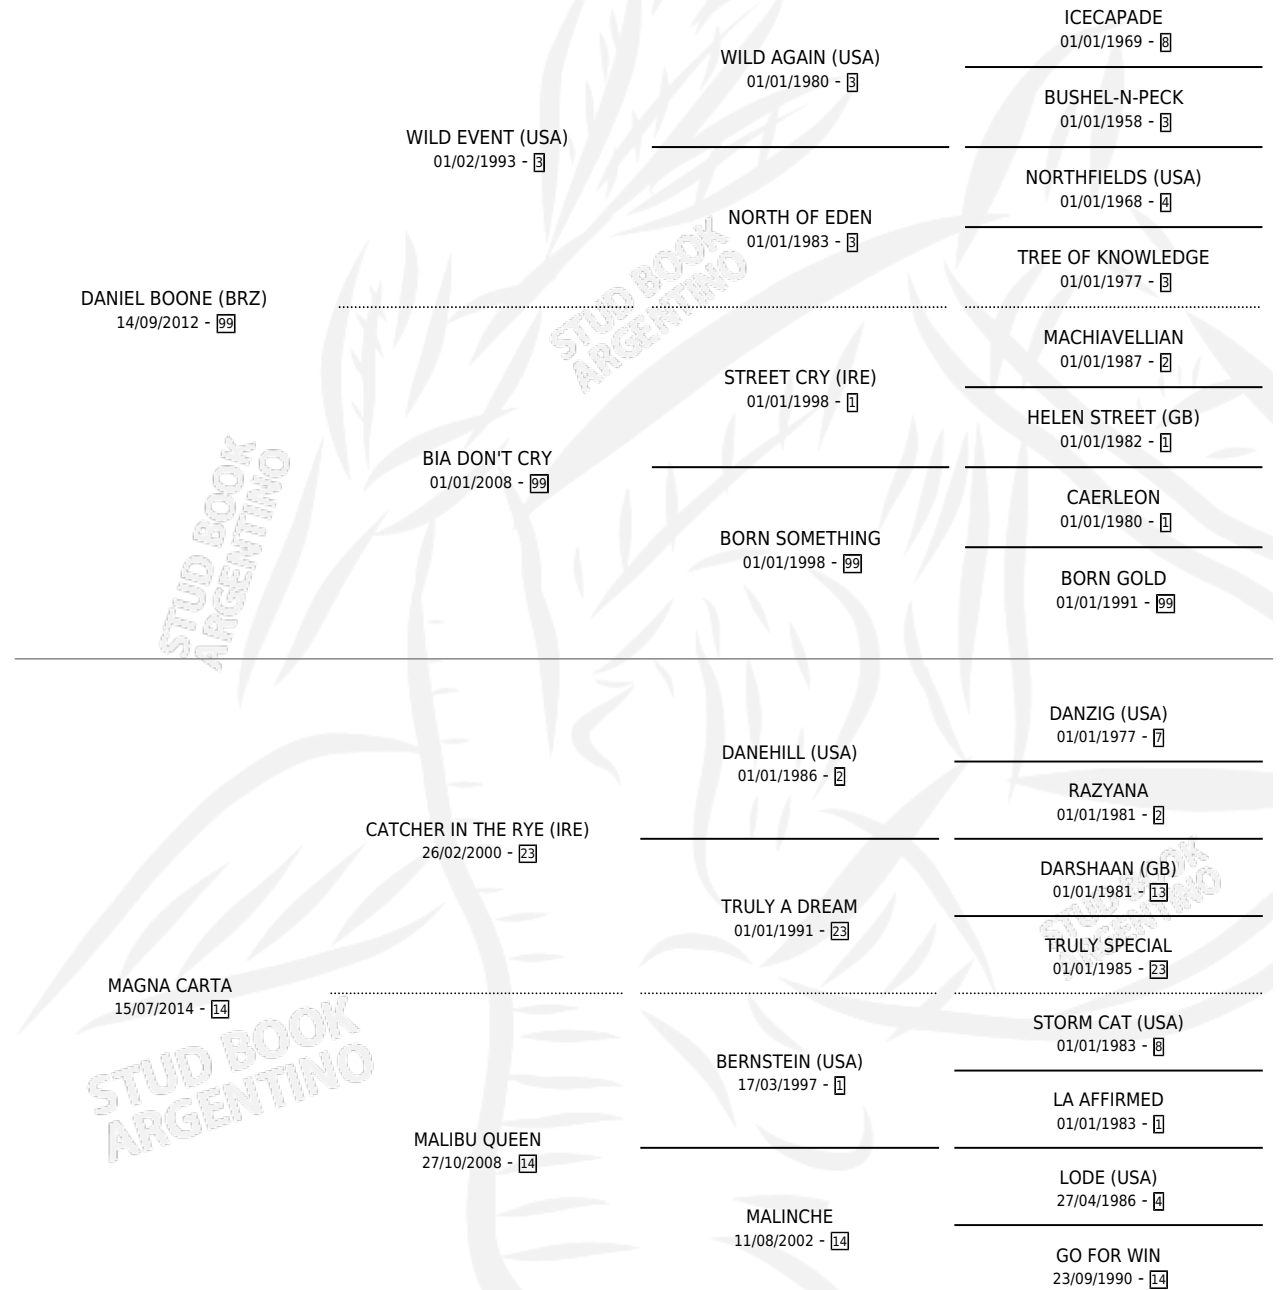 ICECAPADE
01/01/1969 - 8
WILD AGAIN (USA)
01/01/1980 - 3
BUSHEL-N-PECK
01/01/1958 - 3
WILD EVENT (USA)
01/02/1993 - 3
NORTHFIELDS (USA)
01/01/1968 - 4
NORTH OF EDEN
01/01/1983 - 3
TREE OF KNOWLEDGE
01/01/1977 - 3
DANIEL BOONE (BRZ)
14/09/2012 - 99
STUD BOOK
ARGENTINO
MACHIAVELLIAN
01/01/1987 - 2
STREET CRY (IRE)
01/01/1998 - 1
HELEN STREET (GB)
01/01/1982 - 1
BIA DON'T CRY
01/01/2008 - 99
CAERLEON
01/01/1980 - 1
BORN SOMETHING
01/01/1998 - 99
BORN GOLD
01/01/1991 - 99
STUD BOOK
ARGENTINO
DANZIG (USA)
01/01/1977 - 7
DANEHILL (USA)
01/01/1986 - 2
RAZYANA
01/01/1981 - 2
CATCHER IN THE RYE (IRE)
26/02/2000 - 23
DARSHAAN (GB)
01/01/1981 - 13
TRULY A DREAM
01/01/1991 - 23
TRULY SPECIAL
01/01/1985 - 23
STUD BOOK
ARGENTINO
MAGNA CARTA
15/07/2014 - 14
STORM CAT (USA)
01/01/1983 - 8
BERNSTEIN (USA)
17/03/1997 - 1
LA AFFIRMED
01/01/1983 - 1
STUD BOOK
ARGENTINO
MALIBU QUEEN
27/10/2008 - 14
LODE (USA)
27/04/1986 - 4
MALINCHE
11/08/2002 - 14
GO FOR WIN
23/09/1990 - 14